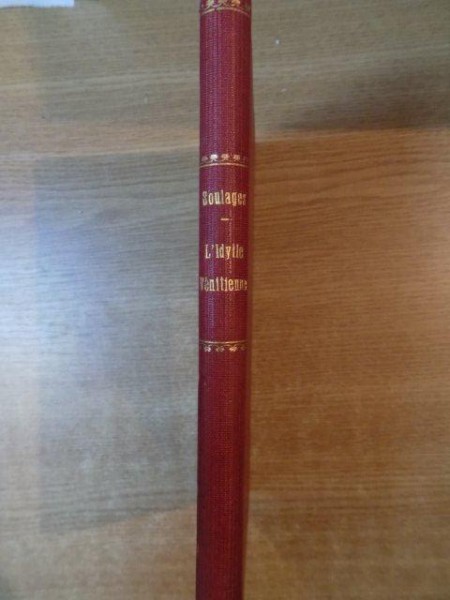 Boulager
—
L'Idylle
Vénitienne